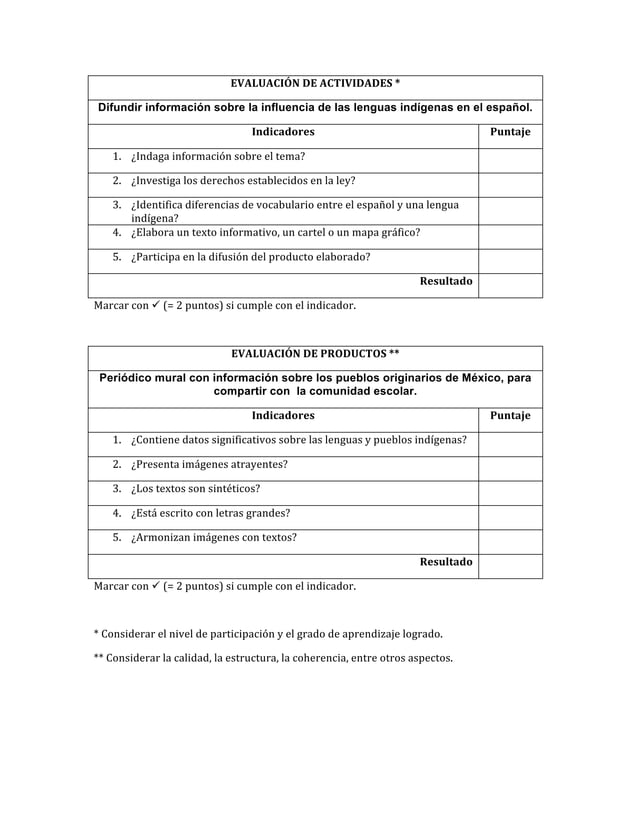 EVALUACIÓN DE ACTIVIDADES *
Difundir información sobre la influencia de las lenguas indígenas en el español.
Indicadores Puntaje
1. ¿Indaga información sobre el tema?
2. ¿Investiga los derechos establecidos en la ley?
3. ¿Identifica diferencias de vocabulario entre el español y una lengua
indígena?
4. ¿Elabora un texto informativo, un cartel o un mapa gráfico?
5. ¿Participa en la difusión del producto elaborado?
Resultado
Marcar con ✓ (= 2 puntos) si cumple con el indicador.
EVALUACIÓN DE PRODUCTOS **
Periódico mural con información sobre los pueblos originarios de México, para
compartir con la comunidad escolar.
Indicadores Puntaje
1. ¿Contiene datos significativos sobre las lenguas y pueblos indígenas?
2. ¿Presenta imágenes atrayentes?
3. ¿Los textos son sintéticos?
4. ¿Está escrito con letras grandes?
5. ¿Armonizan imágenes con textos?
Resultado
Marcar con ✓ (= 2 puntos) si cumple con el indicador.
* Considerar el nivel de participación y el grado de aprendizaje logrado.
** Considerar la calidad, la estructura, la coherencia, entre otros aspectos.